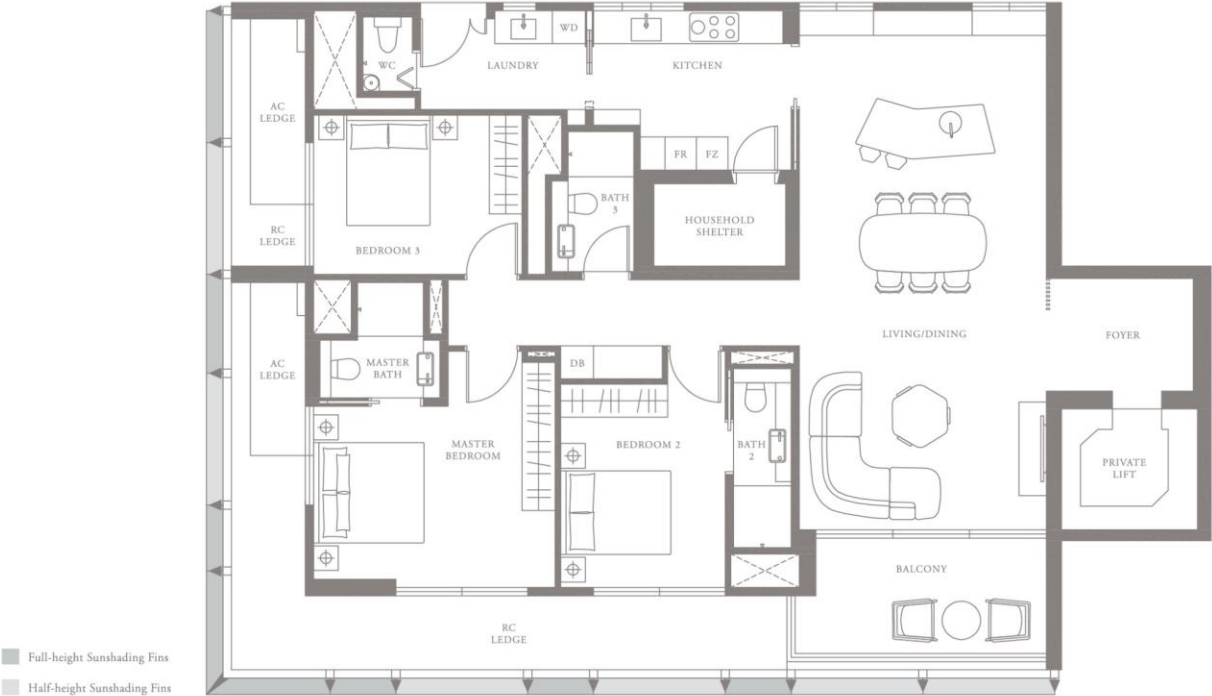 WD
WC
LAUNDRY
KITCHEN
AC
LEDGE
FR
FZ
BATH
3
HOUSEHOLD
SHELTER
RC
LEDGE
BEDROOM 3
LIVING/DINING
FOYER
AC
LEDGE
MASTER
BATH
DB
MASTER
BEDROOM
BEDROOM 2
BATH
2
PRIVATE
LIFT
BALCONY
RC
LEDGE
Full-height Sunshading Fins
Half-height Sunshading Fins